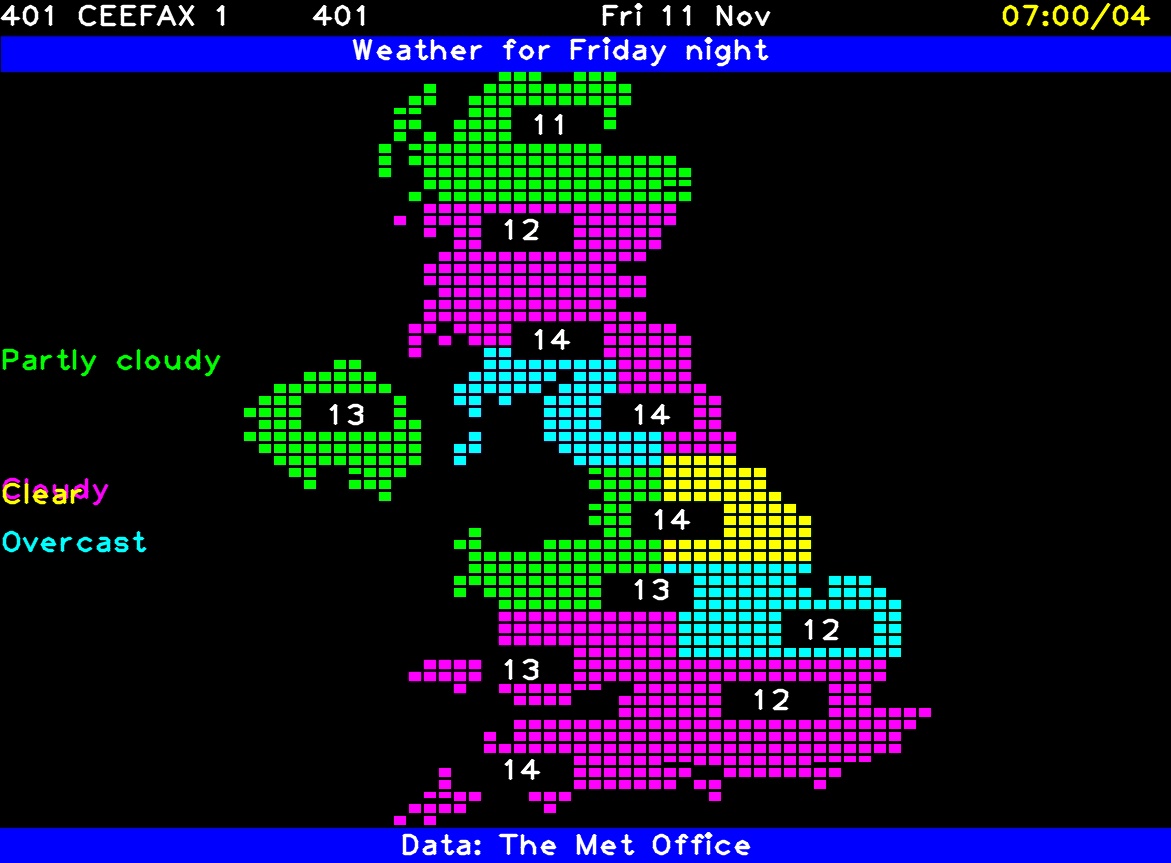 401 CEEFAX 1 401 Fri 11 Nov 07:00/04
Weather for Friday night
11
12
14
Partly cloudy
13
14
Cloudy
Clear
14
Overcast
13
12
13
12
14
Data: The Met Office